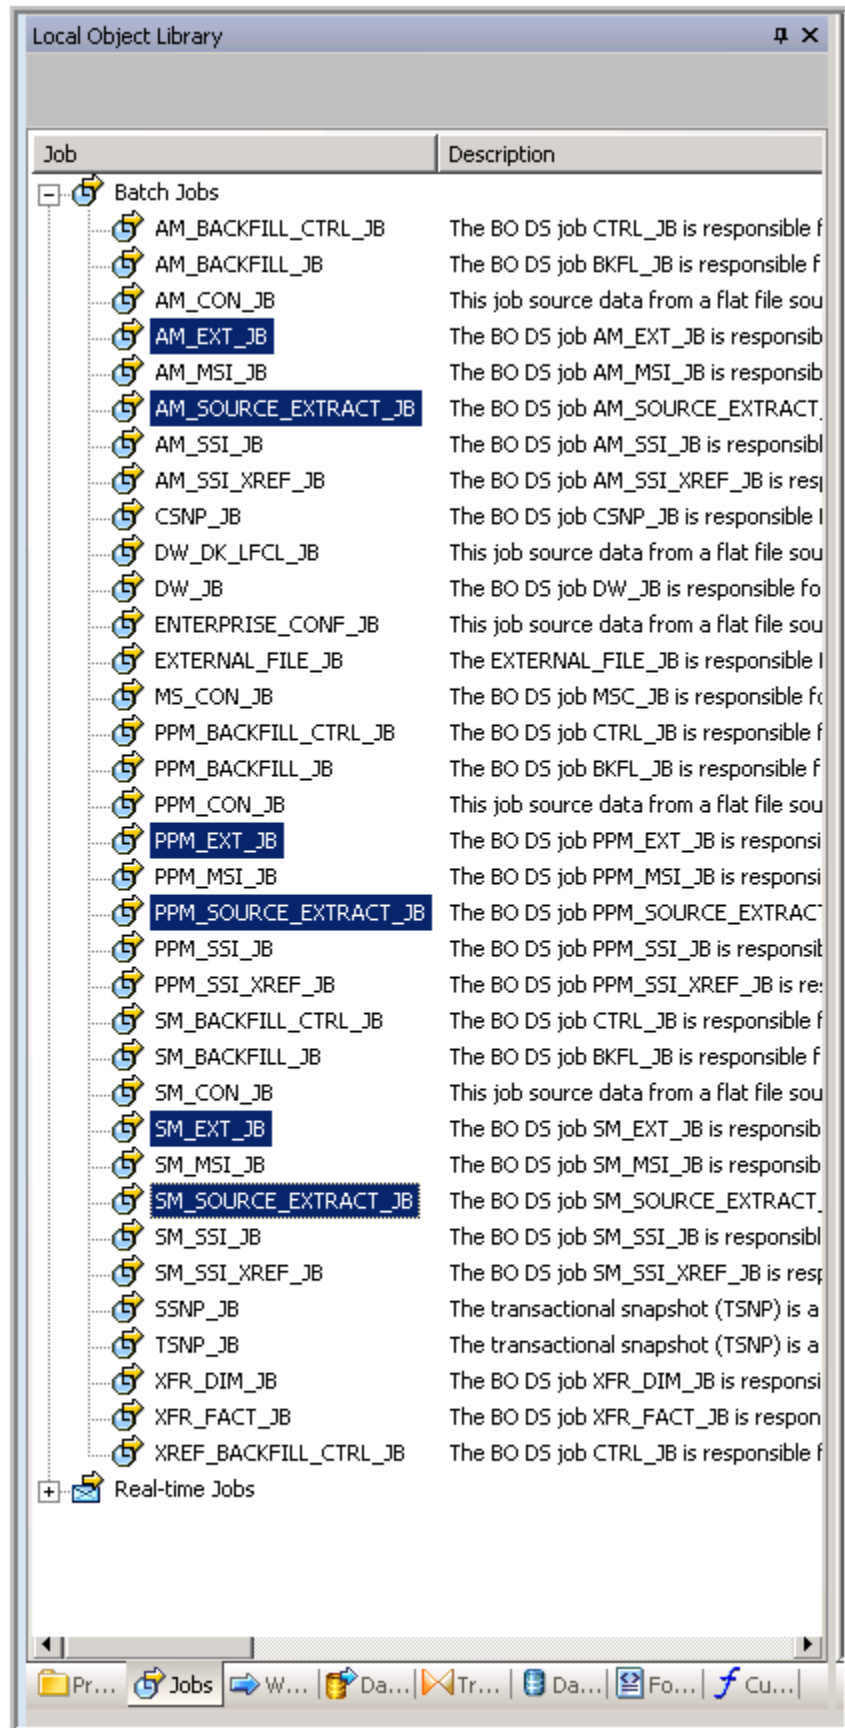 Local Object Library
Job Description
Batch Jobs
AM_BACKFILL_CTRL_JB The BO DS job CTRL_JB is responsible f
AM_BACKFILL_JB The BO DS job BKFL_JB is responsible f
AM_CON_JB This job source data from a flat file sou
AM_EXT_JB The BO DS job AM_EXT_JB is responsib
AM_MSI_JB The BO DS job AM_MSI_JB is responsib
AM_SOURCE_EXTRACT_JB The BO DS job AM_SOURCE_EXTRACT_
AM_SSI_JB The BO DS job AM_SSI_JB is responsibl
AM_SSI_XREF_JB The BO DS job AM_SSI_XREF_JB is resp
CSNP_JB The BO DS job CSNP_JB is responsible
DW_DK_LFCL_JB This job source data from a flat file sou
DW_JB The BO DS job DW_JB is responsible fo
ENTERPRISE_CONF_JB This job source data from a flat file sou
EXTERNAL_FILE_JB The EXTERNAL_FILE_JB is responsible
MS_CON_JB The BO DS job MSC_JB is responsible fo
PPM_BACKFILL_CTRL_JB The BO DS job CTRL_JB is responsible f
PPM_BACKFILL_JB The BO DS job BKFL_JB is responsible f
PPM_CON_JB This job source data from a flat file sou
PPM_EXT_JB The BO DS job PPM_EXT_JB is responsi
PPM_MSI_JB The BO DS job PPM_MSI_JB is responsi
PPM_SOURCE_EXTRACT_JB The BO DS job PPM_SOURCE_EXTRACT
PPM_SSI_JB The BO DS job PPM_SSI_JB is responsib
PPM_SSI_XREF_JB The BO DS job PPM_SSI_XREF_JB is res
SM_BACKFILL_CTRL_JB The BO DS job CTRL_JB is responsible f
SM_BACKFILL_JB The BO DS job BKFL_JB is responsible f
SM_CON_JB This job source data from a flat file sou
SM_EXT_JB The BO DS job SM_EXT_JB is responsib
SM_MSI_JB The BO DS job SM_MSI_JB is responsib
SM_SOURCE_EXTRACT_JB The BO DS job SM_SOURCE_EXTRACT_
SM_SSI_JB The BO DS job SM_SSI_JB is responsibl
SM_SSI_XREF_JB The BO DS job SM_SSI_XREF_JB is resp
SSNP_JB The transactional snapshot (TSNP) is a
TSNP_JB The transactional snapshot (TSNP) is a
XFR_DIM_JB The BO DS job XFR_DIM_JB is responsi
XFR_FACT_JB The BO DS job XFR_FACT_JB is respon
XREF_BACKFILL_CTRL_JB The BO DS job CTRL_JB is responsible f
Real-time Jobs
Pr... Jobs W... Da... Tr... Da... Fo... Cu...